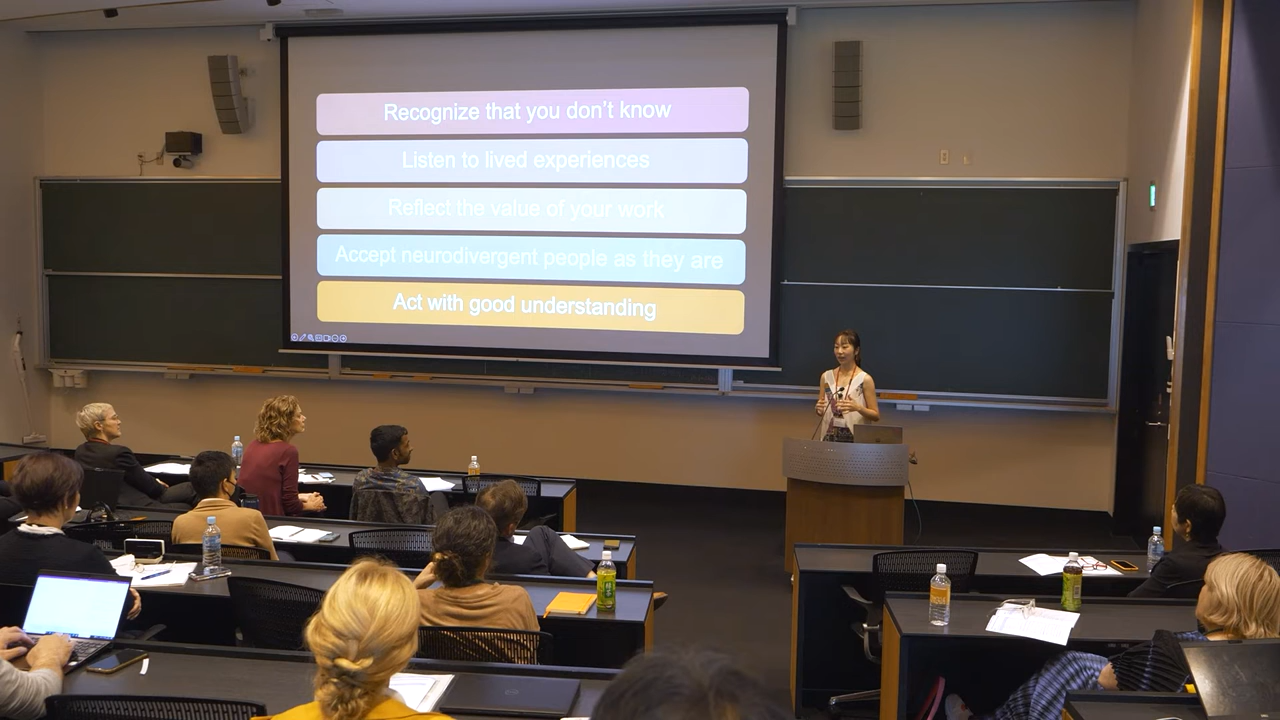 Recognize that you don't know
Listen to lived experiences
Reflect the value of your work
Accept neurodivergent people as they are
Act with good understanding